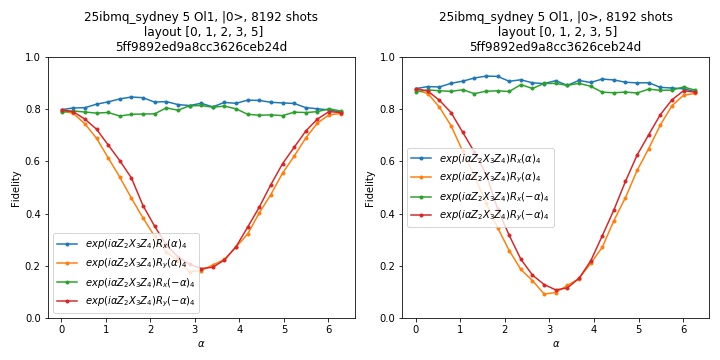 25ibmq_sydney 5 Ol1, |0>, 8192 shots
layout [0, 1, 2, 3, 5]
5ff9892ed9a8cc3626ceb24d
1.0
0.8
0.6
0.4
0.2
0.0
Fidelity
exp(iαZ₂X₃Z₄)Rₓ(α)₄
exp(iαZ₂X₃Z₄)Rᵧ(α)₄
exp(iαZ₂X₃Z₄)Rₓ(−α)₄
exp(iαZ₂X₃Z₄)Rᵧ(−α)₄
0 1 2 3 4 5 6
α
25ibmq_sydney 5 Ol1, |0>, 8192 shots
layout [0, 1, 2, 3, 5]
5ff9892ed9a8cc3626ceb24d
1.0
0.8
0.6
0.4
0.2
0.0
Fidelity
exp(iαZ₂X₃Z₄)Rₓ(α)₄
exp(iαZ₂X₃Z₄)Rᵧ(α)₄
exp(iαZ₂X₃Z₄)Rₓ(−α)₄
exp(iαZ₂X₃Z₄)Rᵧ(−α)₄
0 1 2 3 4 5 6
α